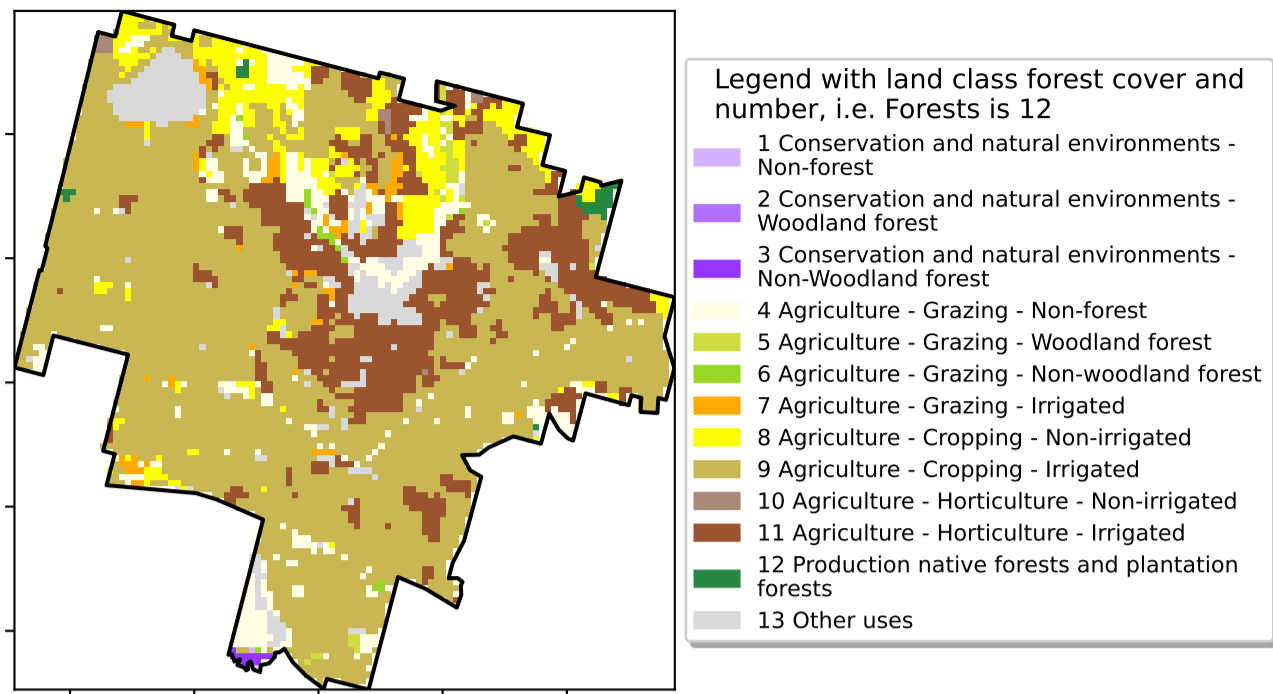 Legend with land class forest cover and
number, i.e. Forests is 12
1 Conservation and natural environments -
Non-forest
2 Conservation and natural environments -
Woodland forest
3 Conservation and natural environments -
Non-Woodland forest
4 Agriculture - Grazing - Non-forest
5 Agriculture - Grazing - Woodland forest
6 Agriculture - Grazing - Non-woodland forest
7 Agriculture - Grazing - Irrigated
8 Agriculture - Cropping - Non-irrigated
9 Agriculture - Cropping - Irrigated
10 Agriculture - Horticulture - Non-irrigated
11 Agriculture - Horticulture - Irrigated
12 Production native forests and plantation
forests
13 Other uses